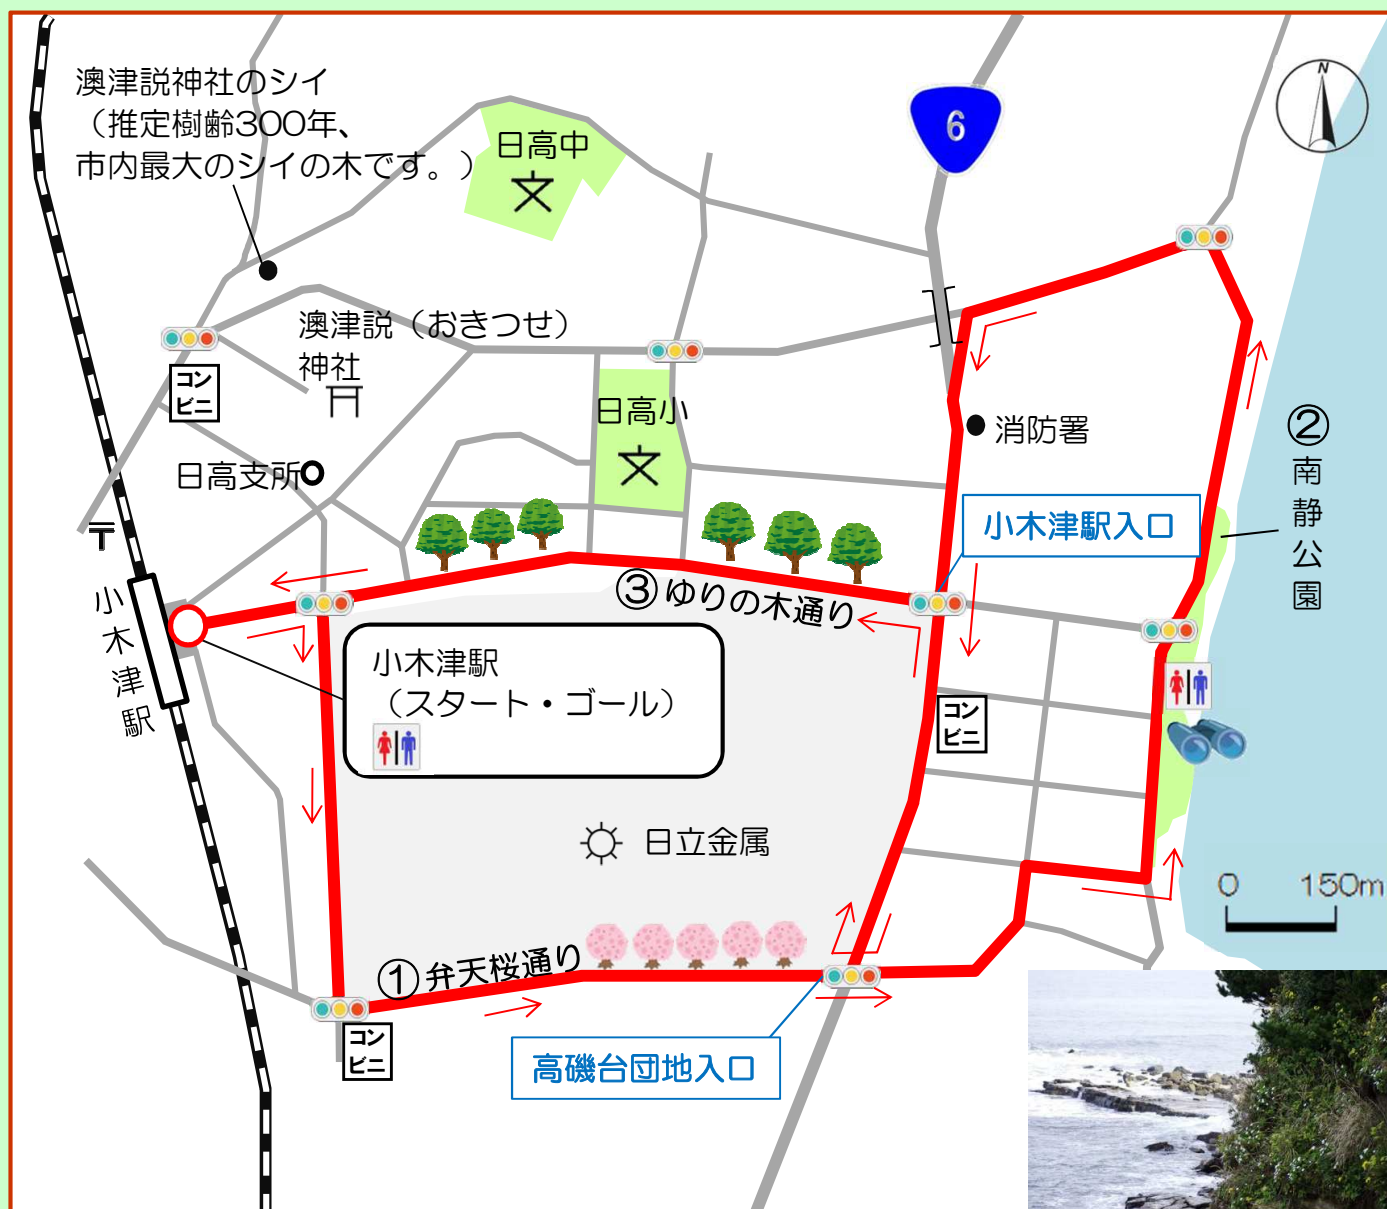 澳津説神社のシイ
（推定樹齢300年、
市内最大のシイの木です。）
日高中
文
6
N
澳津説（おきつせ）
神社
コン
ビニ
日高小
文
消防署
②
南静公園
日高支所
〒
小木津駅入口
小木津駅
③ゆりの木通り
小木津駅
（スタート・ゴール）
コン
ビニ
日立金属
0 150m
①弁天桜通り
コン
ビニ
高磯台団地入口